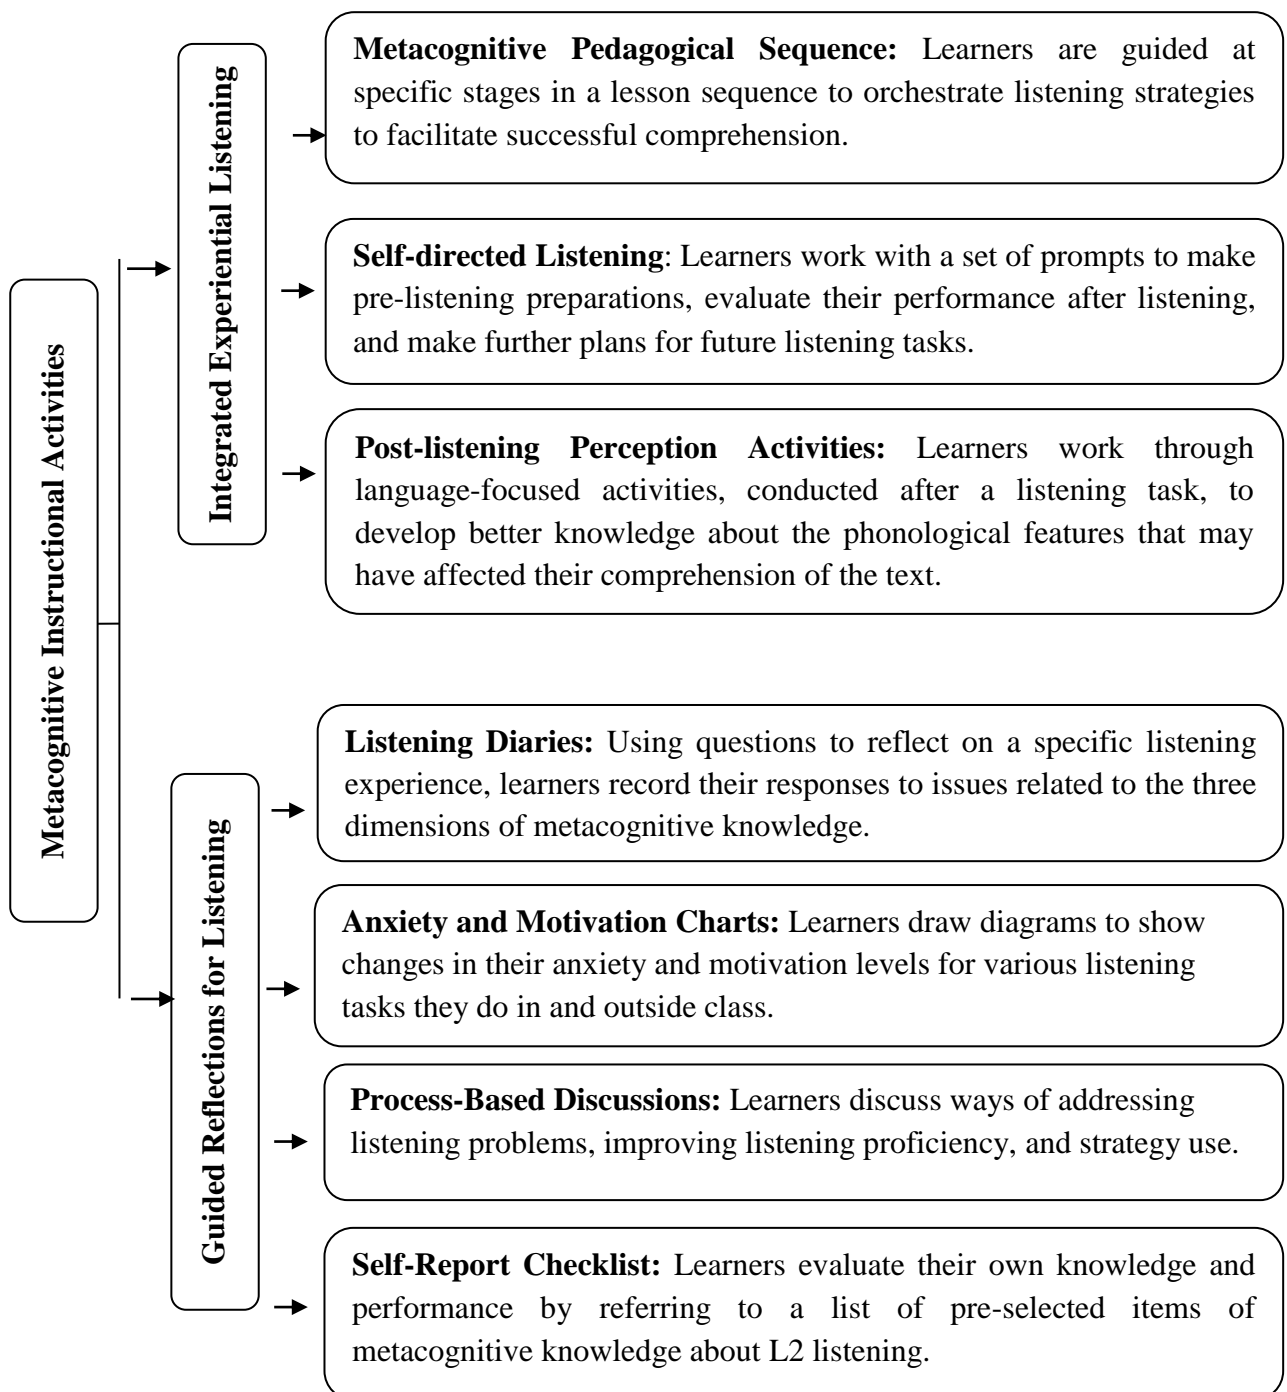 Metacognitive Instructional Activities
Integrated Experiential Listening
Metacognitive Pedagogical Sequence: Learners are guided at
specific stages in a lesson sequence to orchestrate listening strategies
to facilitate successful comprehension.
Self-directed Listening: Learners work with a set of prompts to make
pre-listening preparations, evaluate their performance after listening,
and make further plans for future listening tasks.
Post-listening Perception Activities: Learners work through
language-focused activities, conducted after a listening task, to
develop better knowledge about the phonological features that may
have affected their comprehension of the text.
Guided Reflections for Listening
Listening Diaries: Using questions to reflect on a specific listening
experience, learners record their responses to issues related to the three
dimensions of metacognitive knowledge.
Anxiety and Motivation Charts: Learners draw diagrams to show
changes in their anxiety and motivation levels for various listening
tasks they do in and outside class.
Process-Based Discussions: Learners discuss ways of addressing
listening problems, improving listening proficiency, and strategy use.
Self-Report Checklist: Learners evaluate their own knowledge and
performance by referring to a list of pre-selected items of
metacognitive knowledge about L2 listening.